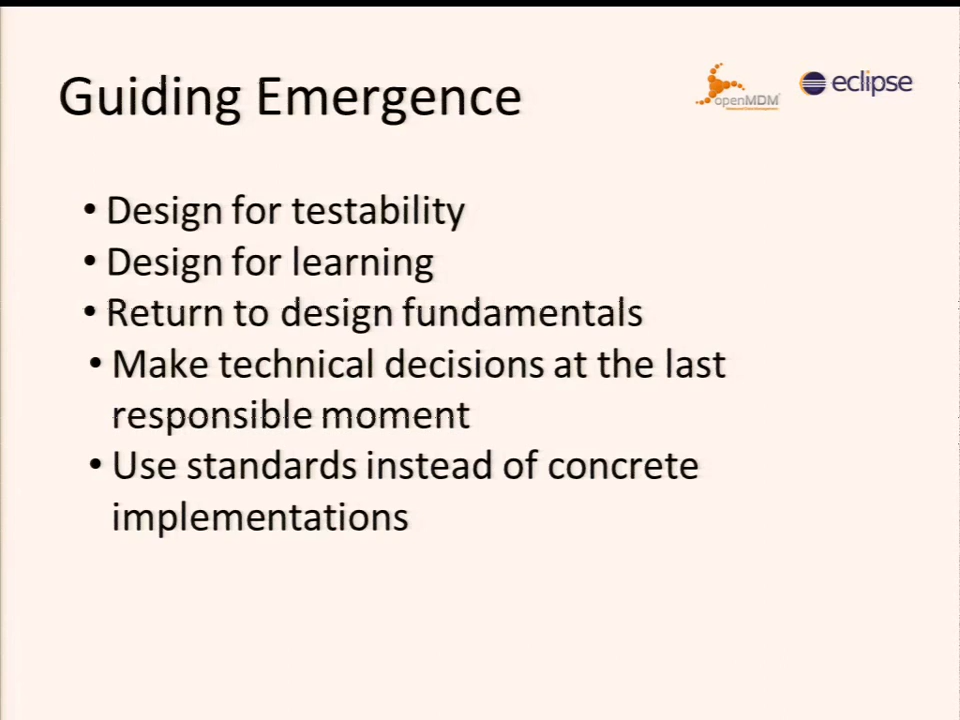 Guiding Emergence
openMDM
eclipse
• Design for testability
• Design for learning
• Return to design fundamentals
• Make technical decisions at the last
responsible moment
• Use standards instead of concrete
implementations